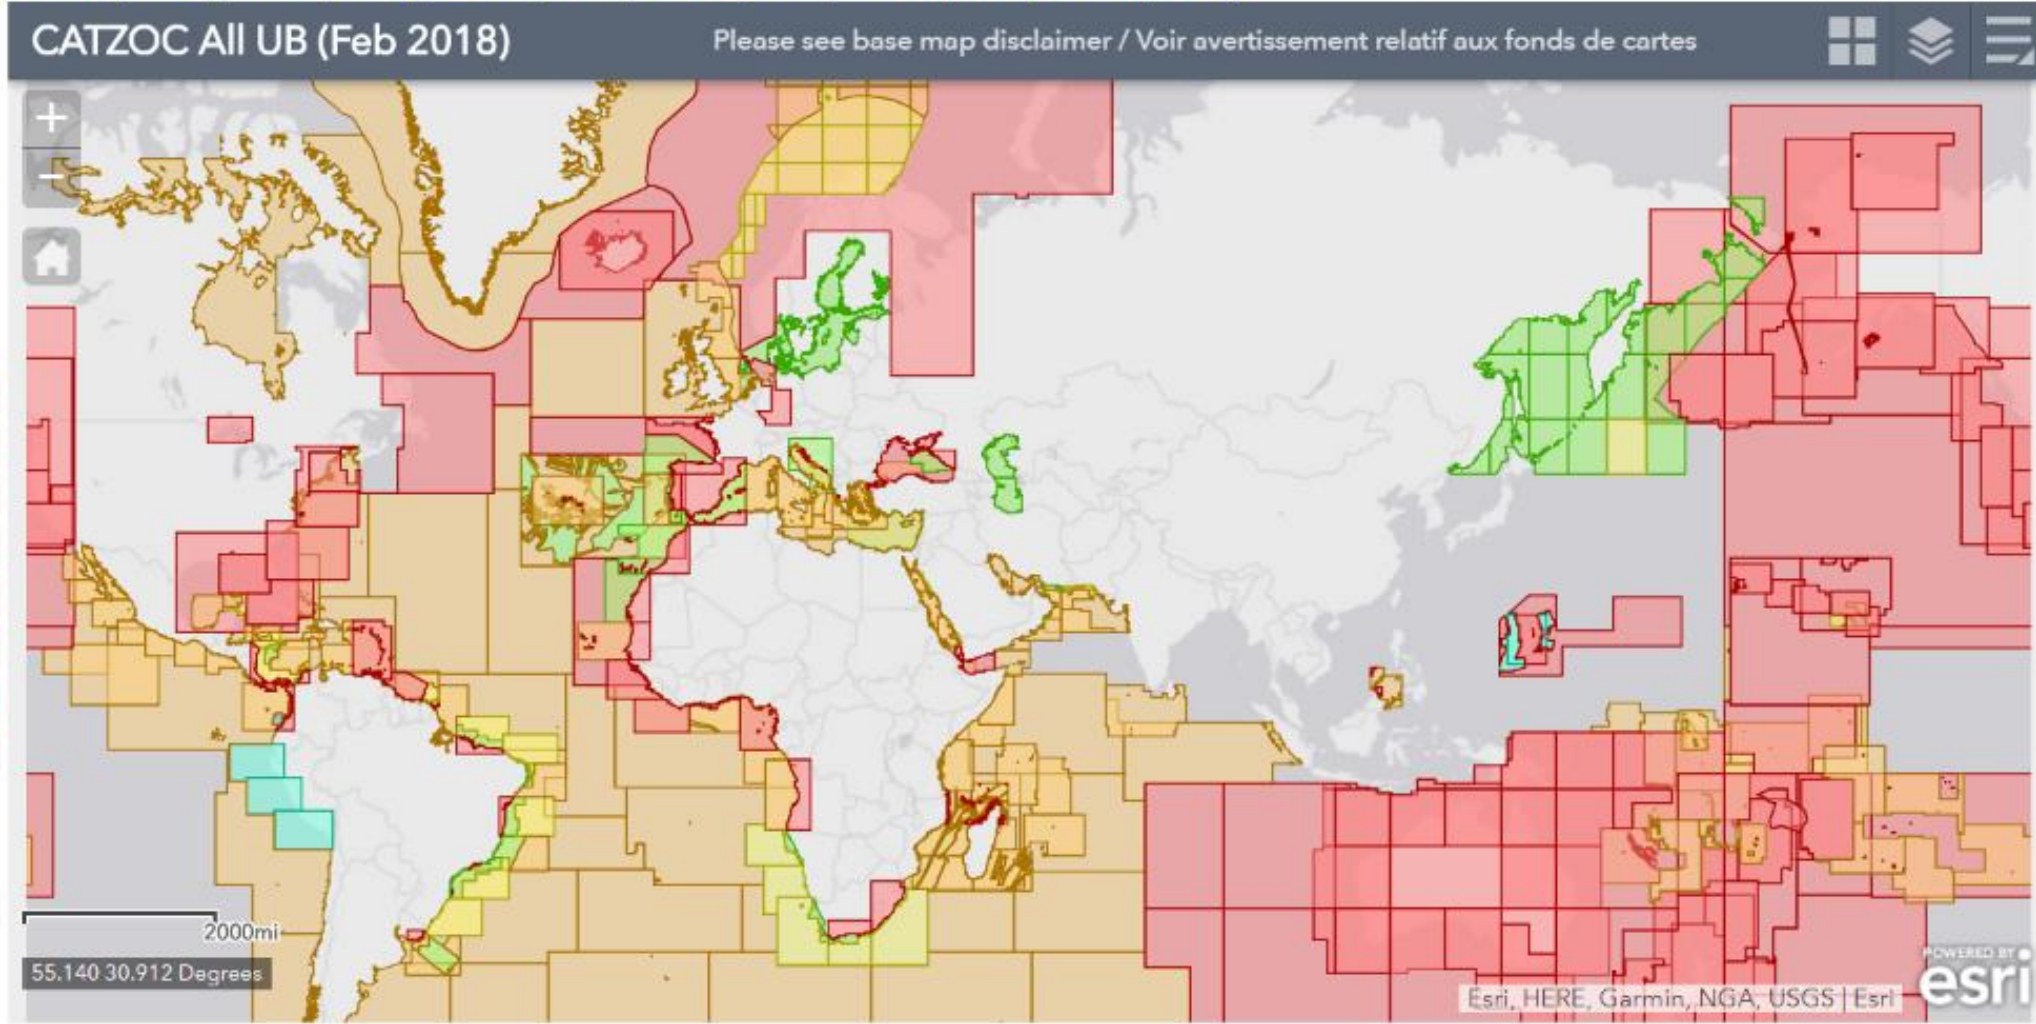 CATZOC All UB (Feb 2018)
Please see base map disclaimer / Voir avertissement relatif aux fonds de cartes
+
−
2000mi
55.140 30.912 Degrees
POWERED BY
esri
Esri, HERE, Garmin, NGA, USGS | Esri